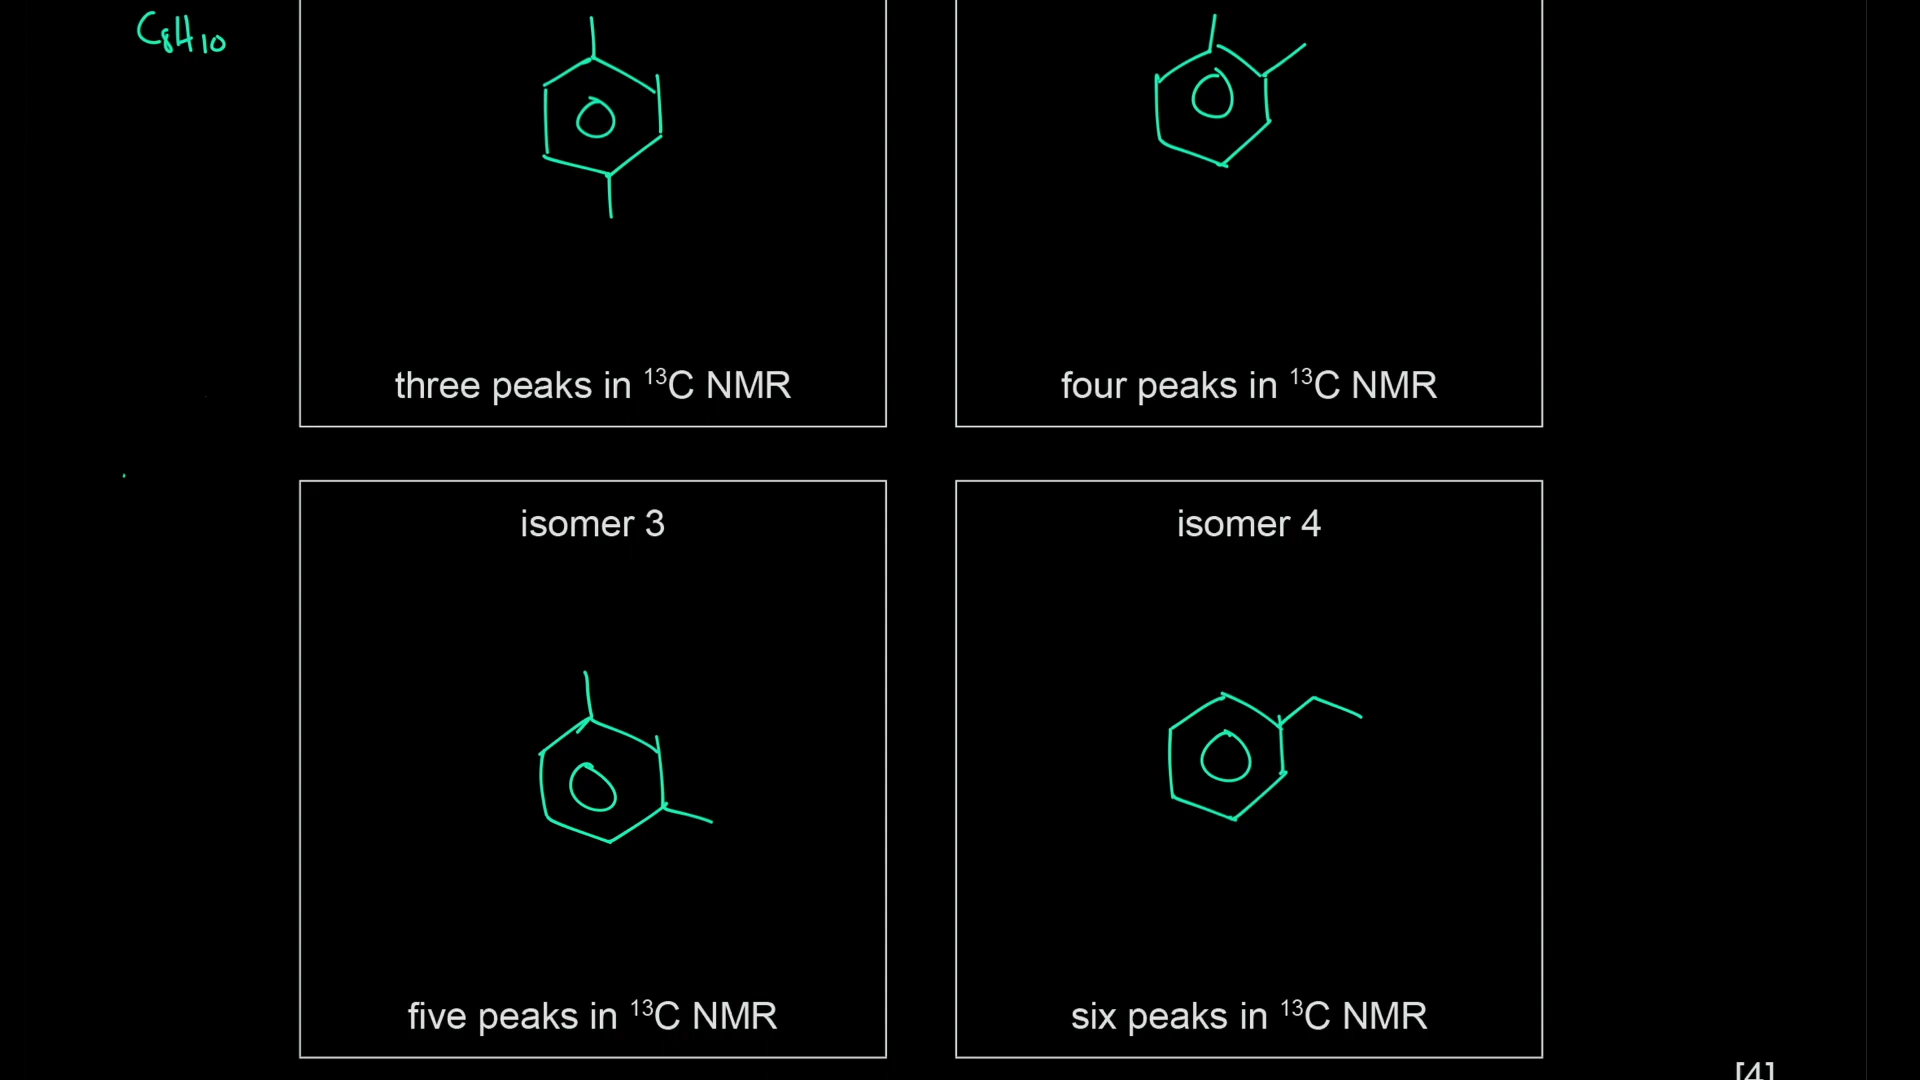 C₈H₁₀
three peaks in ¹³C NMR
four peaks in ¹³C NMR
isomer 3
isomer 4
five peaks in ¹³C NMR
six peaks in ¹³C NMR
[4]